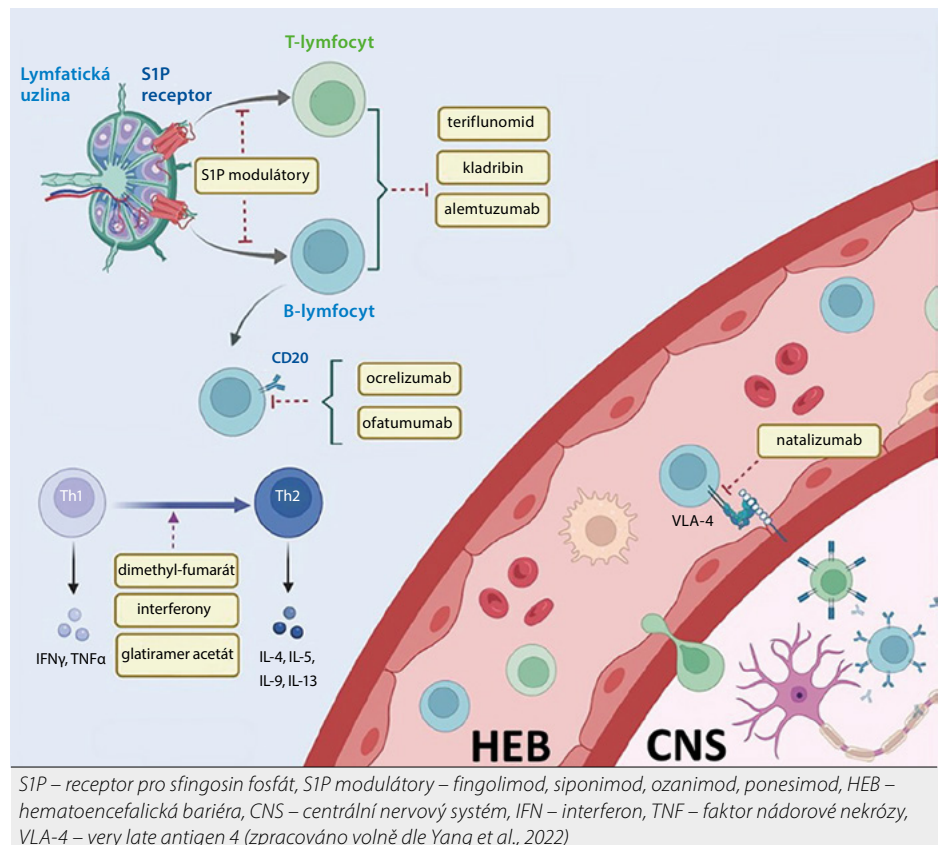 T-lymfocyt
Lymfatická
uzlina
S1P
receptor
teriflunomid
S1P modulátory
kladribin
alemtuzumab
B-lymfocyt
CD20
ocrelizumab
ofatumumab
natalizumab
VLA-4
Th1
Th2
dimethyl-fumarát
interferony
glatiramer acetát
IFNγ, TNFα
IL-4, IL-5,
IL-9, IL-13
HEB
CNS
S1P – receptor pro sfingosin fosfát, S1P modulátory – fingolimod, siponimod, ozanimod, ponesimod, HEB –
hematoencefalická bariéra, CNS – centrální nervový systém, IFN – interferon, TNF – faktor nádorové nekrózy,
VLA-4 – very late antigen 4 (zpracováno volně dle Yang et al., 2022)